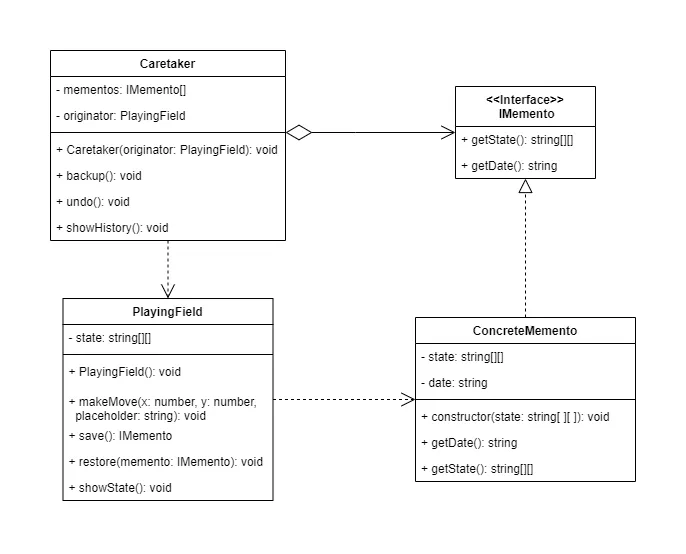 Caretaker
- mementos: IMemento[]
- originator: PlayingField
+ Caretaker(originator: PlayingField): void
+ backup(): void
+ undo(): void
+ showHistory(): void
<<Interface>>
IMemento
+ getState(): string[][]
+ getDate(): string
PlayingField
- state: string[][]
+ PlayingField(): void
+ makeMove(x: number, y: number,
placeholder: string): void
+ save(): IMemento
+ restore(memento: IMemento): void
+ showState(): void
ConcreteMemento
- state: string[][]
- date: string
+ constructor(state: string[ ][ ]): void
+ getDate(): string
+ getState(): string[][]